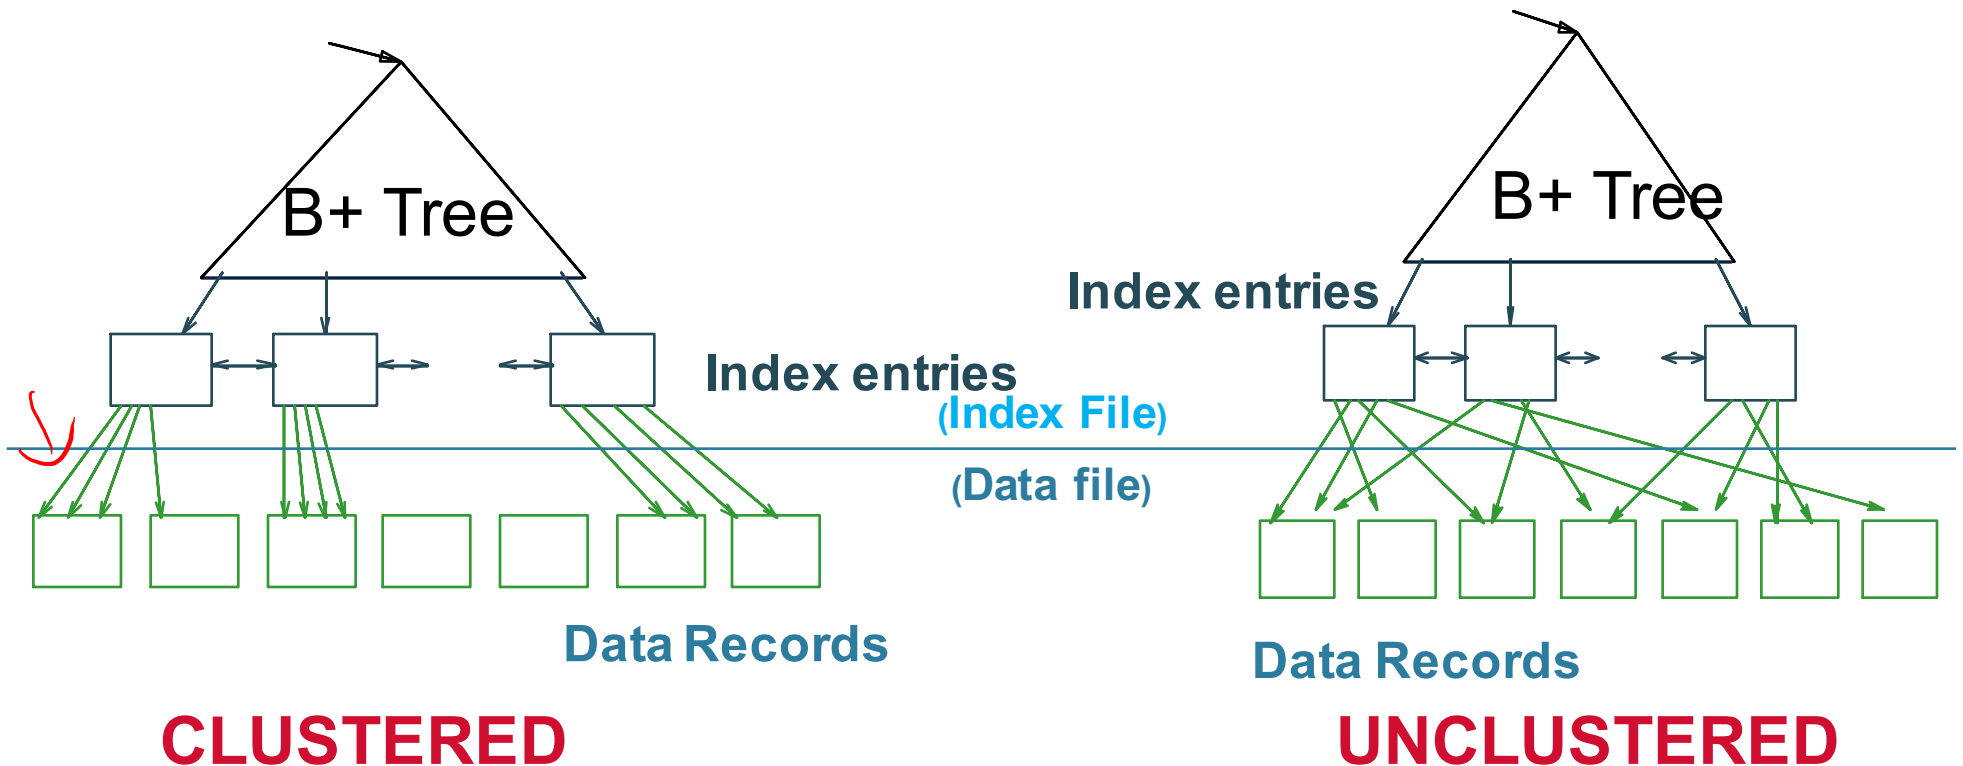 B+ Tree
Index entries
(Index File)
(Data file)
Data Records
CLUSTERED
B+ Tree
Index entries
Data Records
UNCLUSTERED